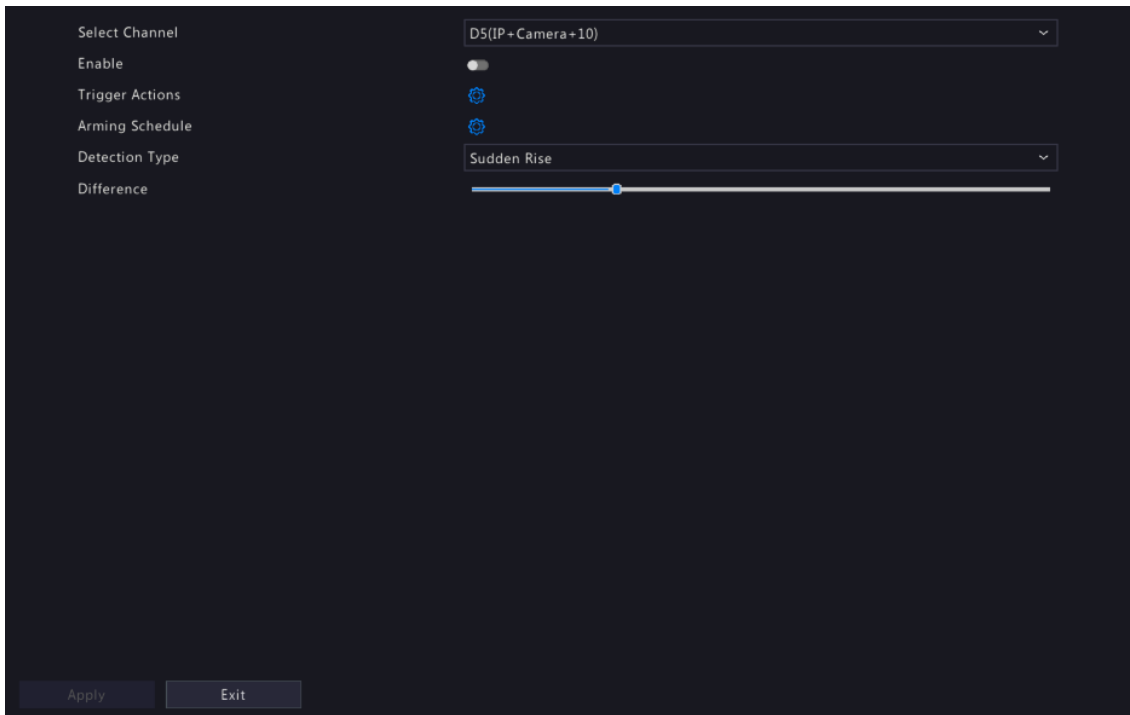 Select Channel D5(IP+Camera+10)
Enable
Trigger Actions
Arming Schedule
Detection Type Sudden Rise
Difference
Apply Exit